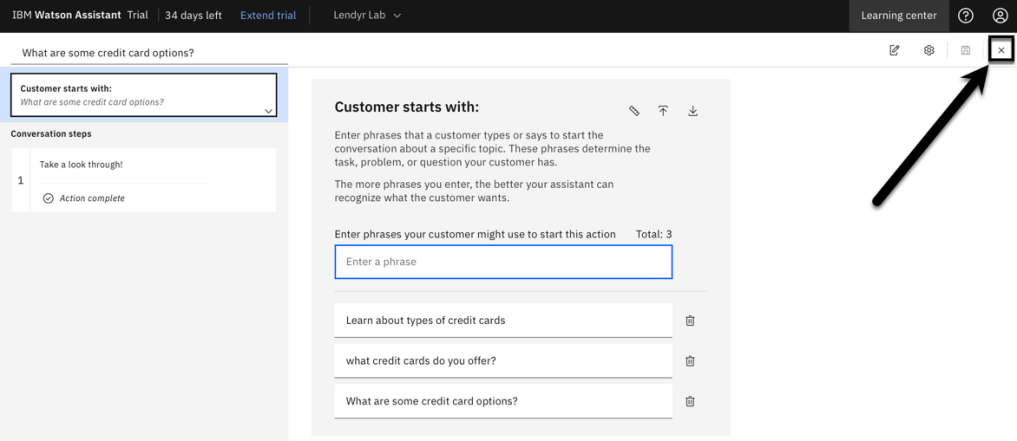 IBM Watson Assistant Trial 34 days left Extend trial Lendyr Lab Learning center
What are some credit card options?
Customer starts with:
What are some credit card options?
Conversation steps
1
Take a look through!
Action complete
Customer starts with:
Enter phrases that a customer types or says to start the
conversation about a specific topic. These phrases determine the
task, problem, or question your customer has.
The more phrases you enter, the better your assistant can
recognize what the customer wants.
Enter phrases your customer might use to start this action Total: 3
Enter a phrase
Learn about types of credit cards
what credit cards do you offer?
What are some credit card options?